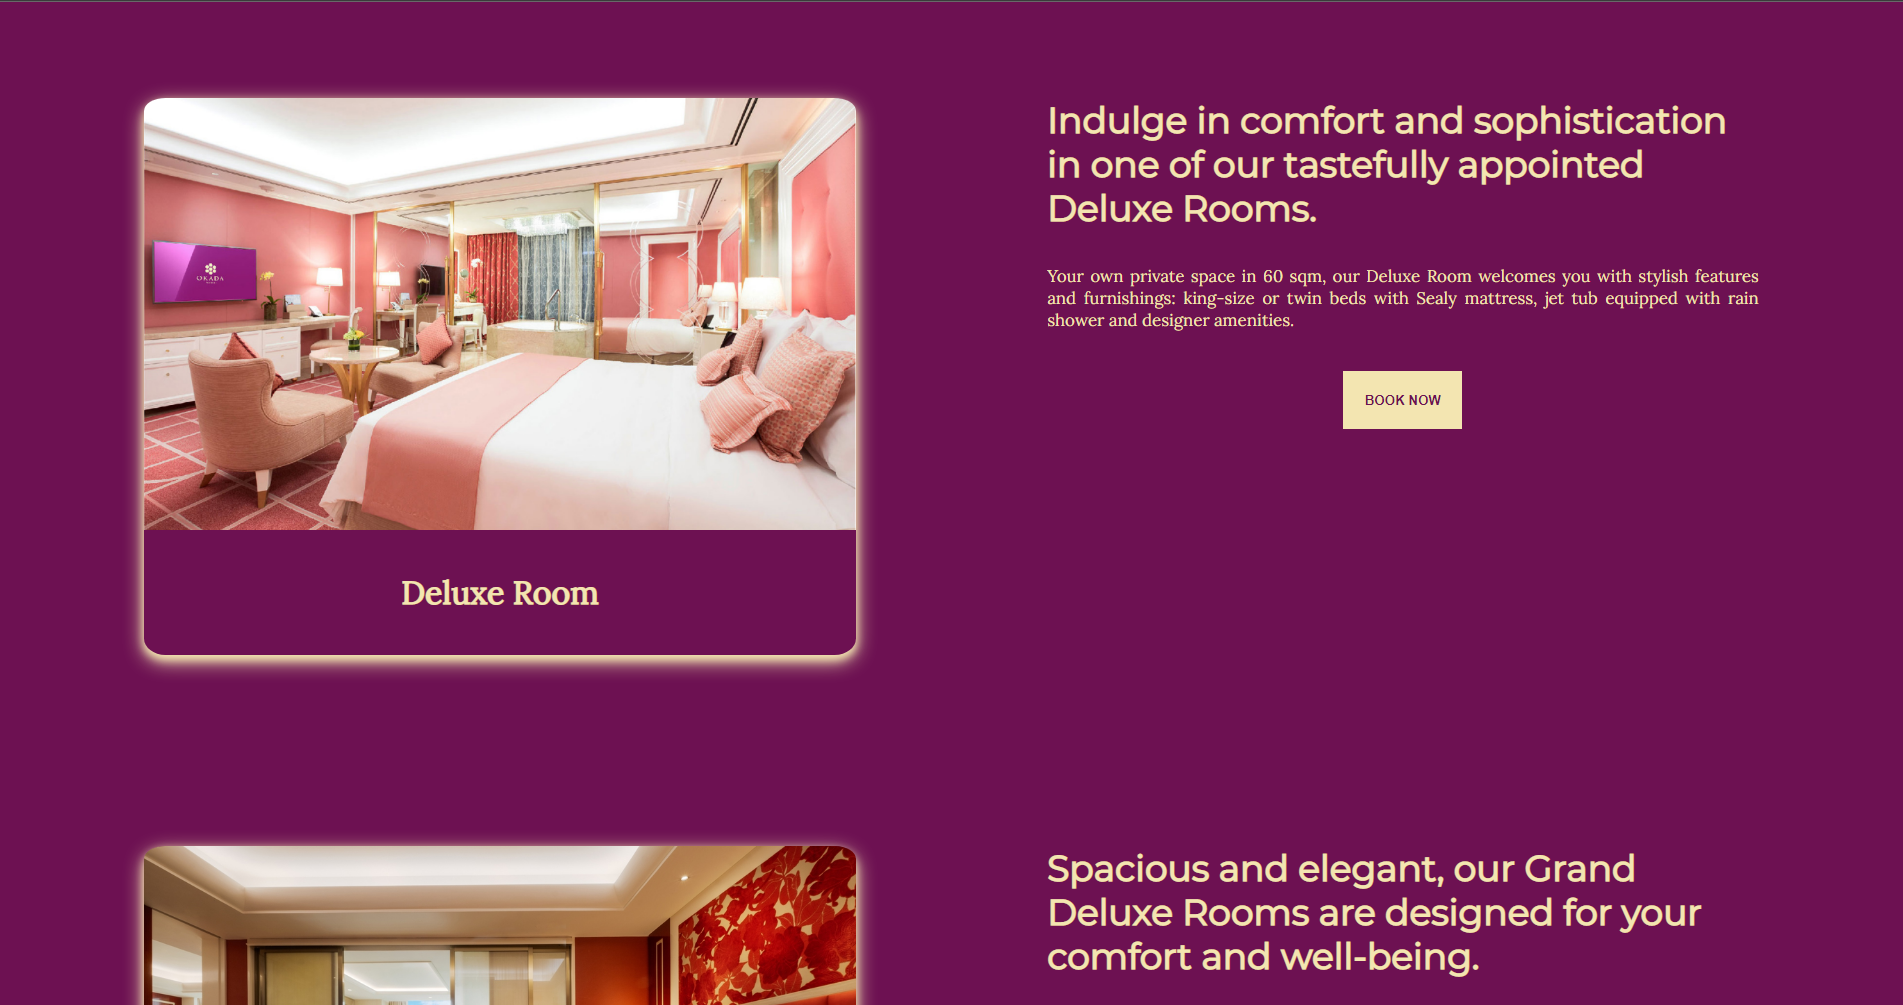 OKADA
Deluxe Room
Indulge in comfort and sophistication
in one of our tastefully appointed
Deluxe Rooms.
Your own private space in 60 sqm, our Deluxe Room welcomes you with stylish features
and furnishings: king-size or twin beds with Sealy mattress, jet tub equipped with rain
shower and designer amenities.
BOOK NOW
Spacious and elegant, our Grand
Deluxe Rooms are designed for your
comfort and well-being.